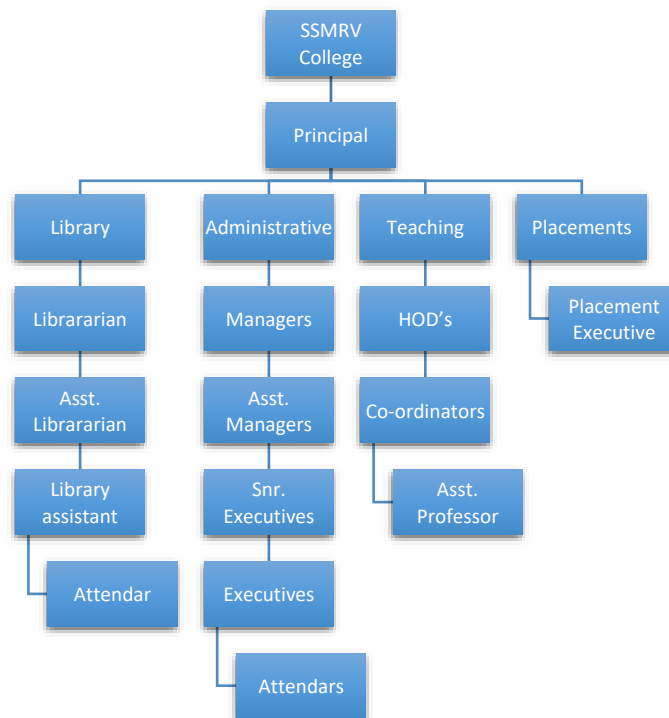 SSMRV
College
Principal
Library
Administrative
Teaching
Placements
Librararian
Managers
HOD's
Placement
Executive
Asst.
Librararian
Asst.
Managers
Co-ordinators
Library
assistant
Snr.
Executives
Asst.
Professor
Attendar
Executives
Attendars